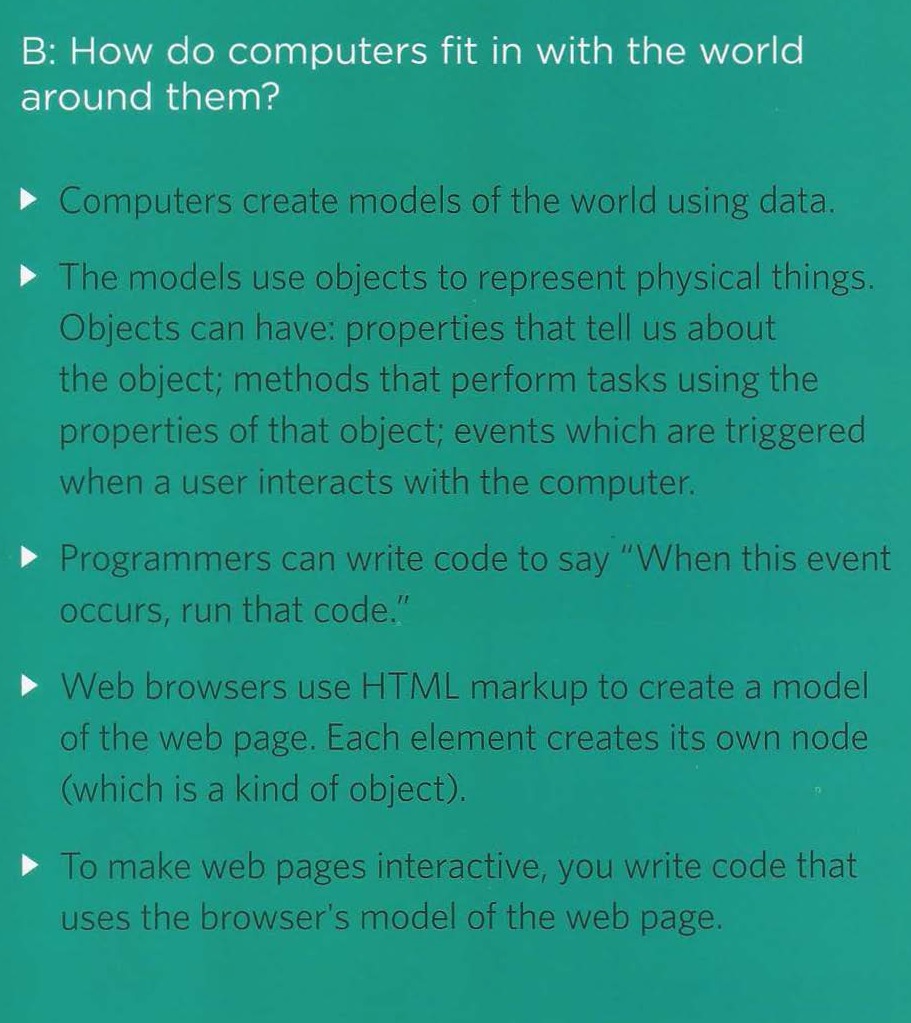 B: How do computers fit in with the world
around them?
Computers create models of the world using data.
The models use objects to represent physical things.
Objects can have: properties that tell us about
the object; methods that perform tasks using the
properties of that object; events which are triggered
when a user interacts with the computer.
Programmers can write code to say "When this event
occurs, run that code."
Web browsers use HTML markup to create a model
of the web page. Each element creates its own node
(which is a kind of object).
To make web pages interactive, you write code that
uses the browser's model of the web page.